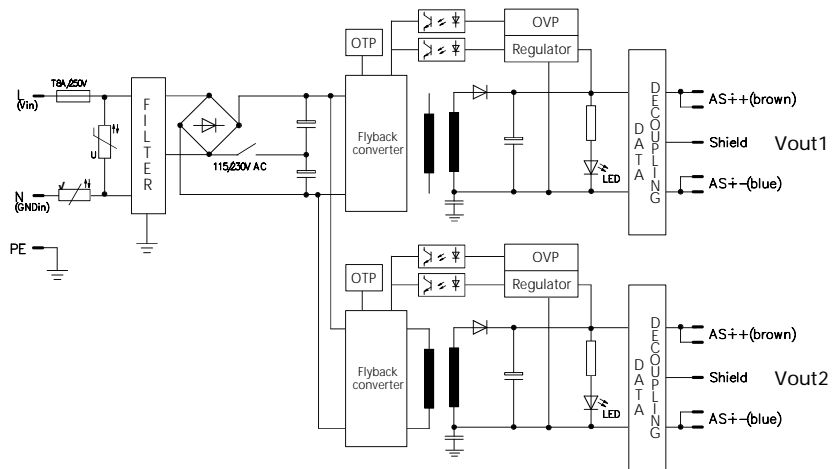 T8A/250V
L
(Vin)
U
N
(GNDin)
PE
FILTER
115/230V AC
OTP
Flyback
converter
OVP
Regulator
LED
DATA
DECOUPLING
AS-i+(brown)
Shield
Vout1
AS-i-(blue)
OTP
Flyback
converter
OVP
Regulator
LED
DATA
DECOUPLING
AS-i+(brown)
Shield
Vout2
AS-i-(blue)